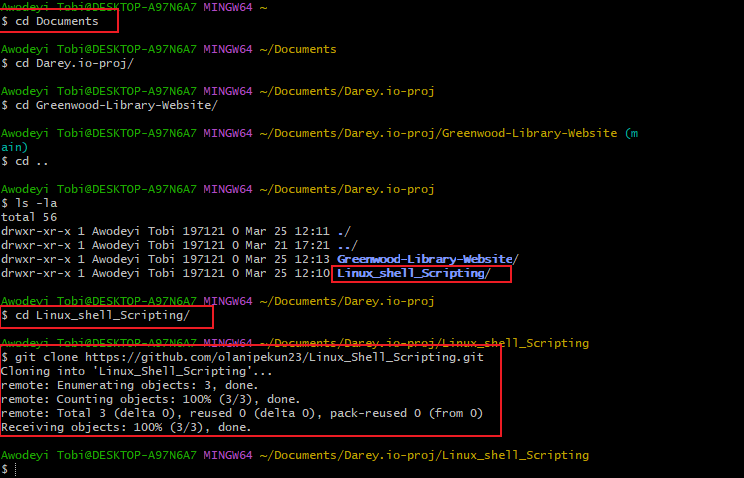 Awodeyi Tobi@DESKTOP-A97N6A7 MINGW64 ~
$ cd Documents
Awodeyi Tobi@DESKTOP-A97N6A7 MINGW64 ~/Documents
$ cd Darey.io-proj/
Awodeyi Tobi@DESKTOP-A97N6A7 MINGW64 ~/Documents/Darey.io-proj
$ cd Greenwood-Library-Website/
Awodeyi Tobi@DESKTOP-A97N6A7 MINGW64 ~/Documents/Darey.io-proj/Greenwood-Library-Website (m
ain)
$ cd ..
Awodeyi Tobi@DESKTOP-A97N6A7 MINGW64 ~/Documents/Darey.io-proj
$ ls -la
total 56
drwxr-xr-x 1 Awodeyi Tobi 197121 0 Mar 25 12:11 ./
drwxr-xr-x 1 Awodeyi Tobi 197121 0 Mar 21 17:21 ../
drwxr-xr-x 1 Awodeyi Tobi 197121 0 Mar 25 12:13 Greenwood-Library-Website/
drwxr-xr-x 1 Awodeyi Tobi 197121 0 Mar 25 12:10 Linux_shell_Scripting/
Awodeyi Tobi@DESKTOP-A97N6A7 MINGW64 ~/Documents/Darey.io-proj
$ cd Linux_shell_Scripting/
Awodeyi Tobi@DESKTOP-A97N6A7 MINGW64 ~/Documents/Darey.io-proj/Linux_shell_Scripting
$ git clone https://github.com/olanipekun23/Linux_Shell_Scripting.git
Cloning into 'Linux_Shell_Scripting'...
remote: Enumerating objects: 3, done.
remote: Counting objects: 100% (3/3), done.
remote: Total 3 (delta 0), reused 0 (delta 0), pack-reused 0 (from 0)
Receiving objects: 100% (3/3), done.
Awodeyi Tobi@DESKTOP-A97N6A7 MINGW64 ~/Documents/Darey.io-proj/Linux_shell_Scripting
$